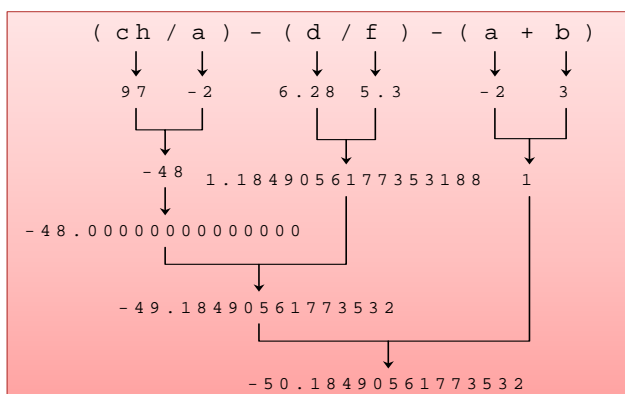 (ch/a)-(d/f)-(a + b)
97 -2 6.28 5.3 -2 3
-48 1.1849056177353188 1
-48.00000000000000
-49.18490561773532
-50.18490561773532